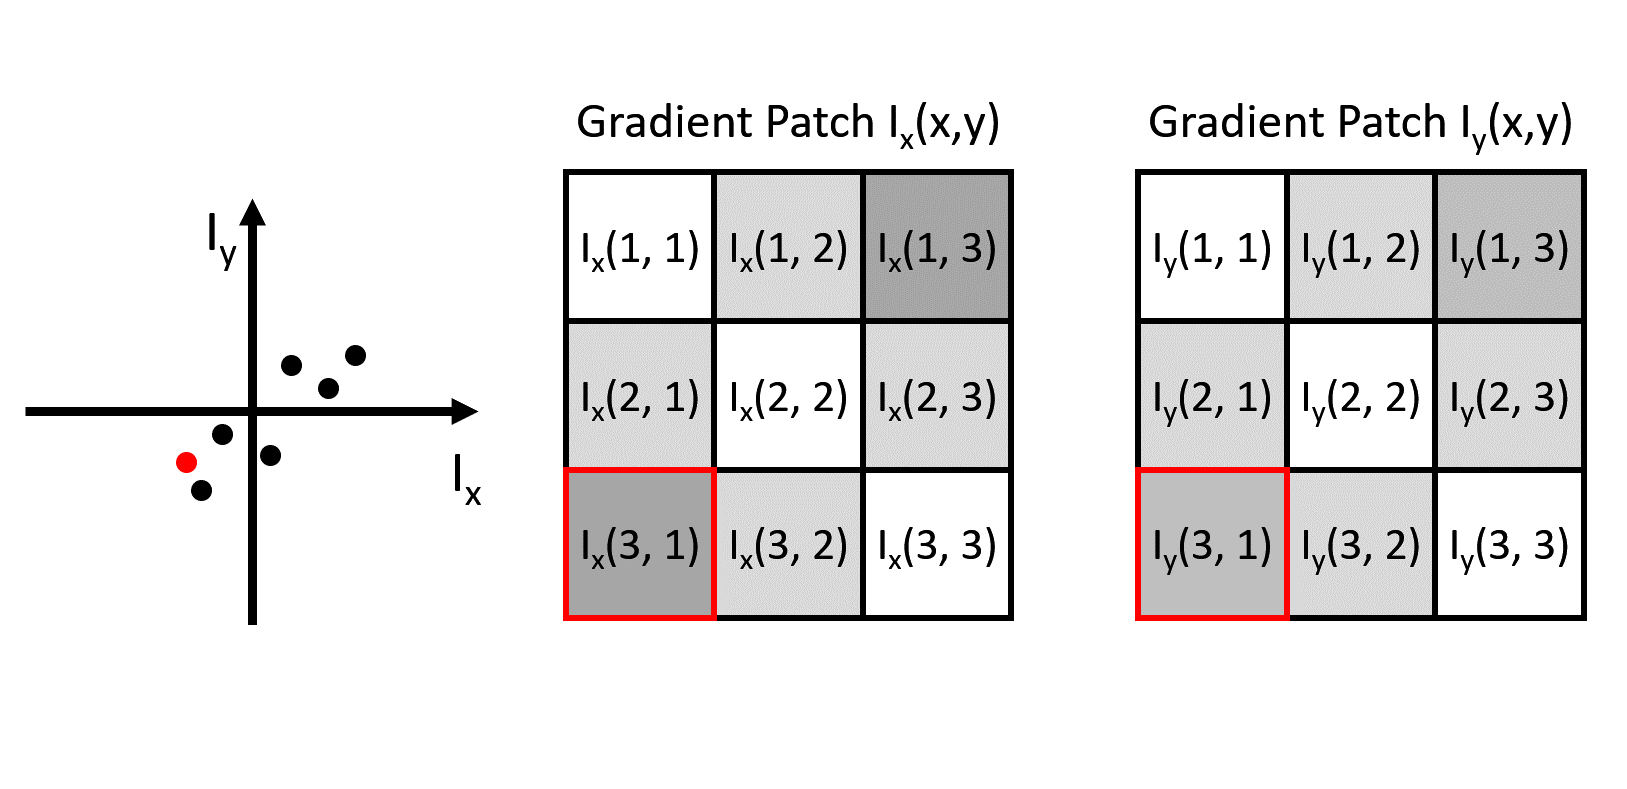 I_y
I_x
Gradient Patch I_x(x,y)
I_x(1, 1) I_x(1, 2) I_x(1, 3)
I_x(2, 1) I_x(2, 2) I_x(2, 3)
I_x(3, 1) I_x(3, 2) I_x(3, 3)
Gradient Patch I_y(x,y)
I_y(1, 1) I_y(1, 2) I_y(1, 3)
I_y(2, 1) I_y(2, 2) I_y(2, 3)
I_y(3, 1) I_y(3, 2) I_y(3, 3)